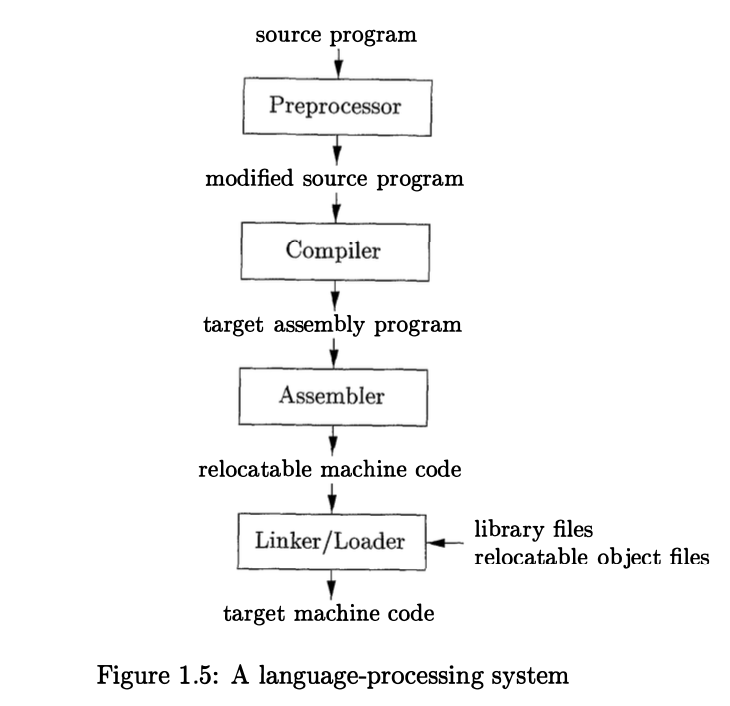 source program
Preprocessor
modified source program
Compiler
target assembly program
Assembler
relocatable machine code
Linker/Loader
library files
relocatable object files
target machine code
Figure 1.5: A language-processing system